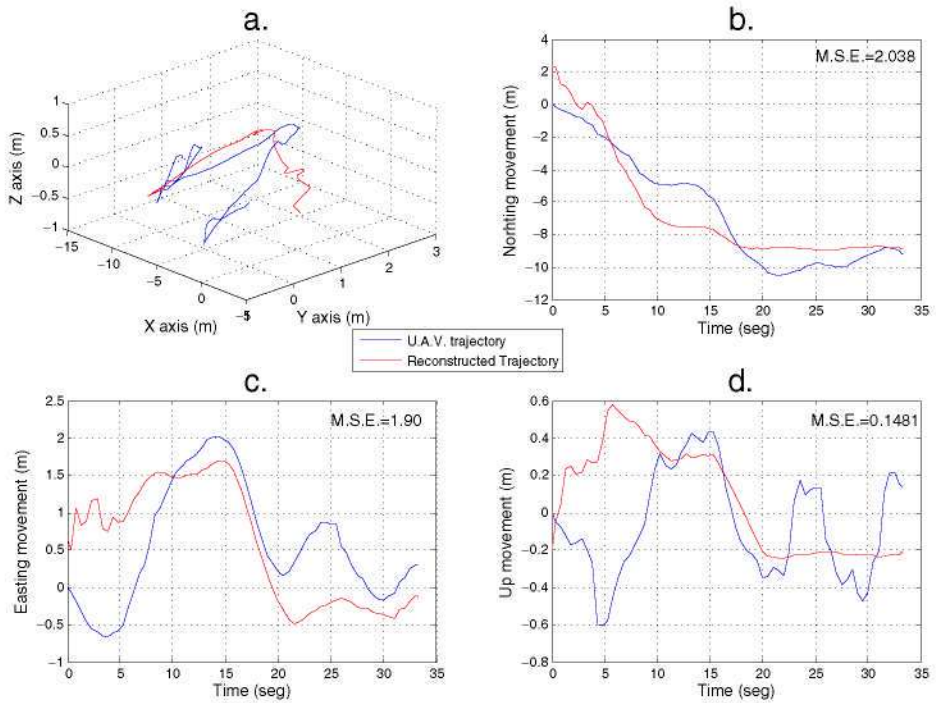 a.
1
0.5
0
−0.5
−1
Z axis (m)
−15
−10
−5
0
5
X axis (m)
−1
0
1
2
3
Y axis (m)
b.
M.S.E.=2.038
4
2
0
−2
−4
−6
−8
−10
−12
Norhting movement (m)
0 5 10 15 20 25 30 35
Time (seg)
U.A.V. trajectory
Reconstructed Trajectory
c.
M.S.E.=1.90
2.5
2
1.5
1
0.5
0
−0.5
−1
Easting movement (m)
0 5 10 15 20 25 30 35
Time (seg)
d.
M.S.E.=0.1481
0.6
0.4
0.2
0
−0.2
−0.4
−0.6
−0.8
Up movement (m)
0 5 10 15 20 25 30 35
Time (seg)